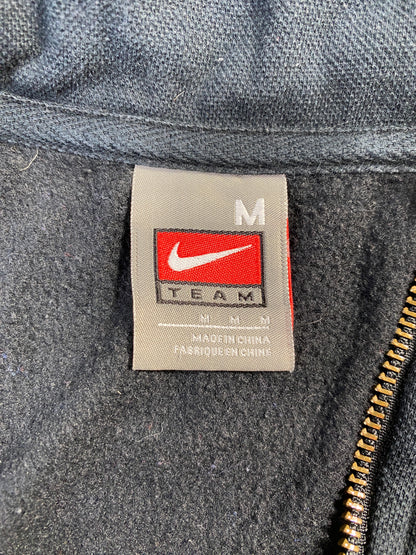 M
TEAM
M M M
MADE IN CHINA
FABRIQUE EN CHINE